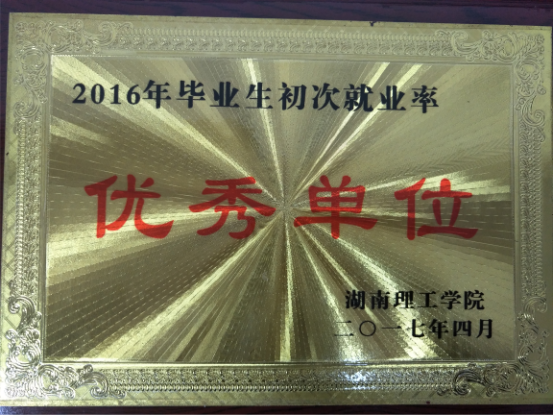 2016年毕业生初次就业率
优秀单位
湖南理工学院
二〇一七年四月